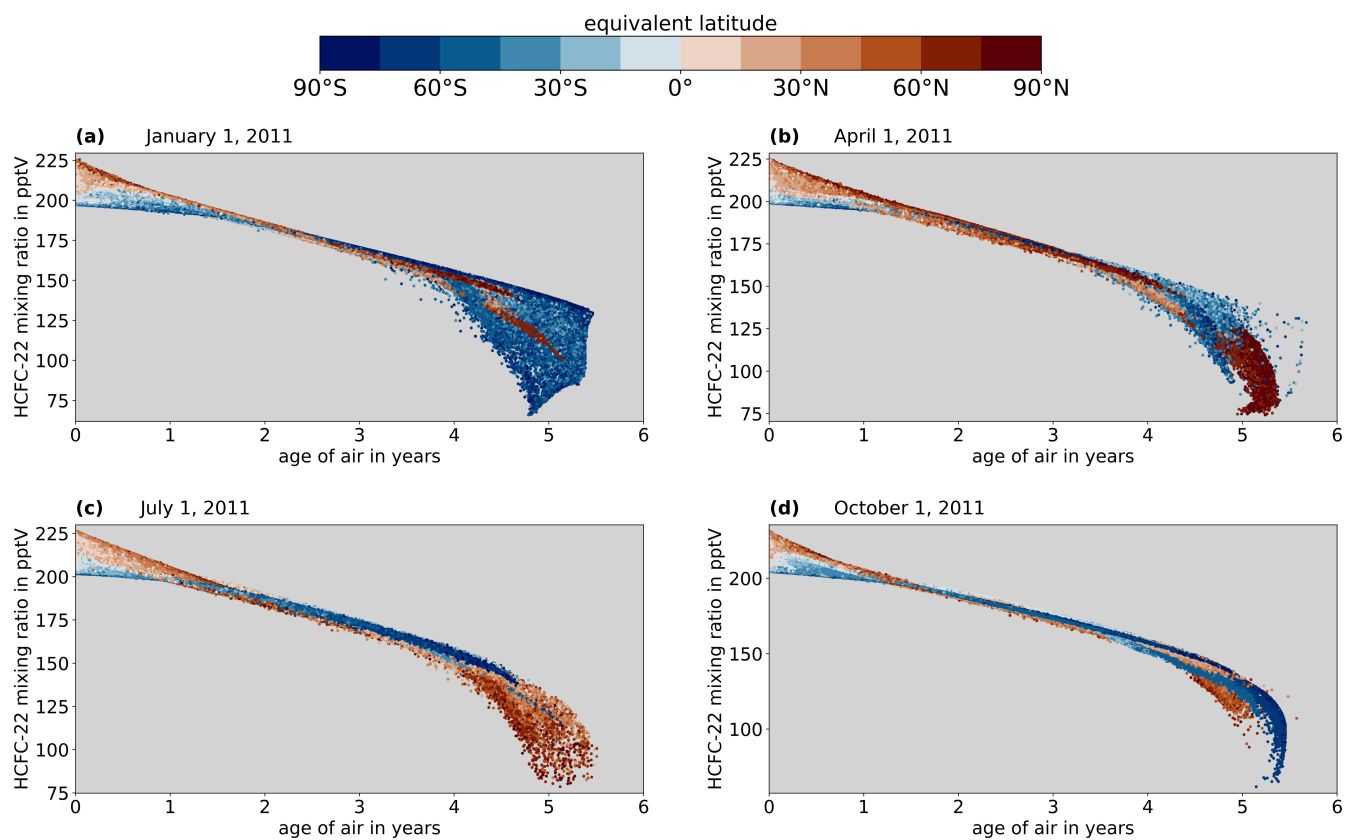 equivalent latitude
90°S 60°S 30°S 0° 30°N 60°N 90°N
(a) January 1, 2011
HCFC-22 mixing ratio in pptV
225
200
175
150
125
100
75
0 1 2 3 4 5 6
age of air in years
(b) April 1, 2011
HCFC-22 mixing ratio in pptV
225
200
175
150
125
100
75
0 1 2 3 4 5 6
age of air in years
(c) July 1, 2011
HCFC-22 mixing ratio in pptV
225
200
175
150
125
100
75
0 1 2 3 4 5 6
age of air in years
(d) October 1, 2011
HCFC-22 mixing ratio in pptV
200
150
100
0 1 2 3 4 5 6
age of air in years